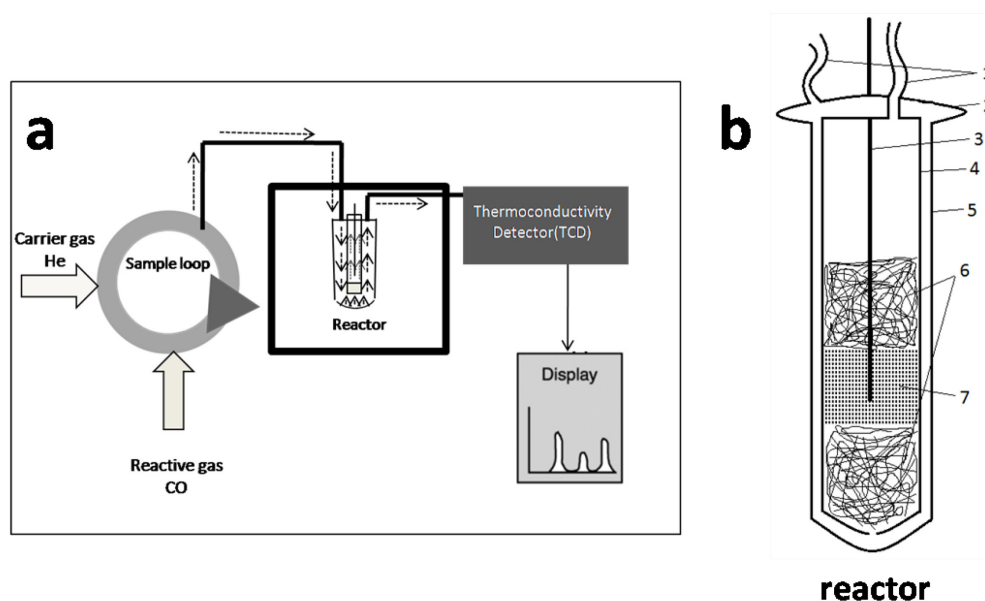 a
Carrier gas
He
Sample loop
Reactive gas
CO
Reactor
Thermoconductivity
Detector(TCD)
Display
b
3
4
5
6
7
reactor